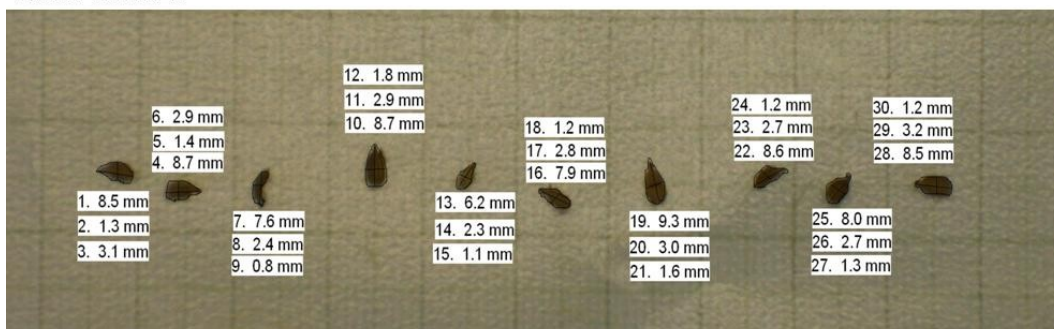 1. 8.5 mm
2. 1.3 mm
3. 3.1 mm
6. 2.9 mm
5. 1.4 mm
4. 8.7 mm
7. 7.6 mm
8. 2.4 mm
9. 0.8 mm
12. 1.8 mm
11. 2.9 mm
10. 8.7 mm
13. 6.2 mm
14. 2.3 mm
15. 1.1 mm
18. 1.2 mm
17. 2.8 mm
16. 7.9 mm
19. 9.3 mm
20. 3.0 mm
21. 1.6 mm
24. 1.2 mm
23. 2.7 mm
22. 8.6 mm
25. 8.0 mm
26. 2.7 mm
27. 1.3 mm
30. 1.2 mm
29. 3.2 mm
28. 8.5 mm